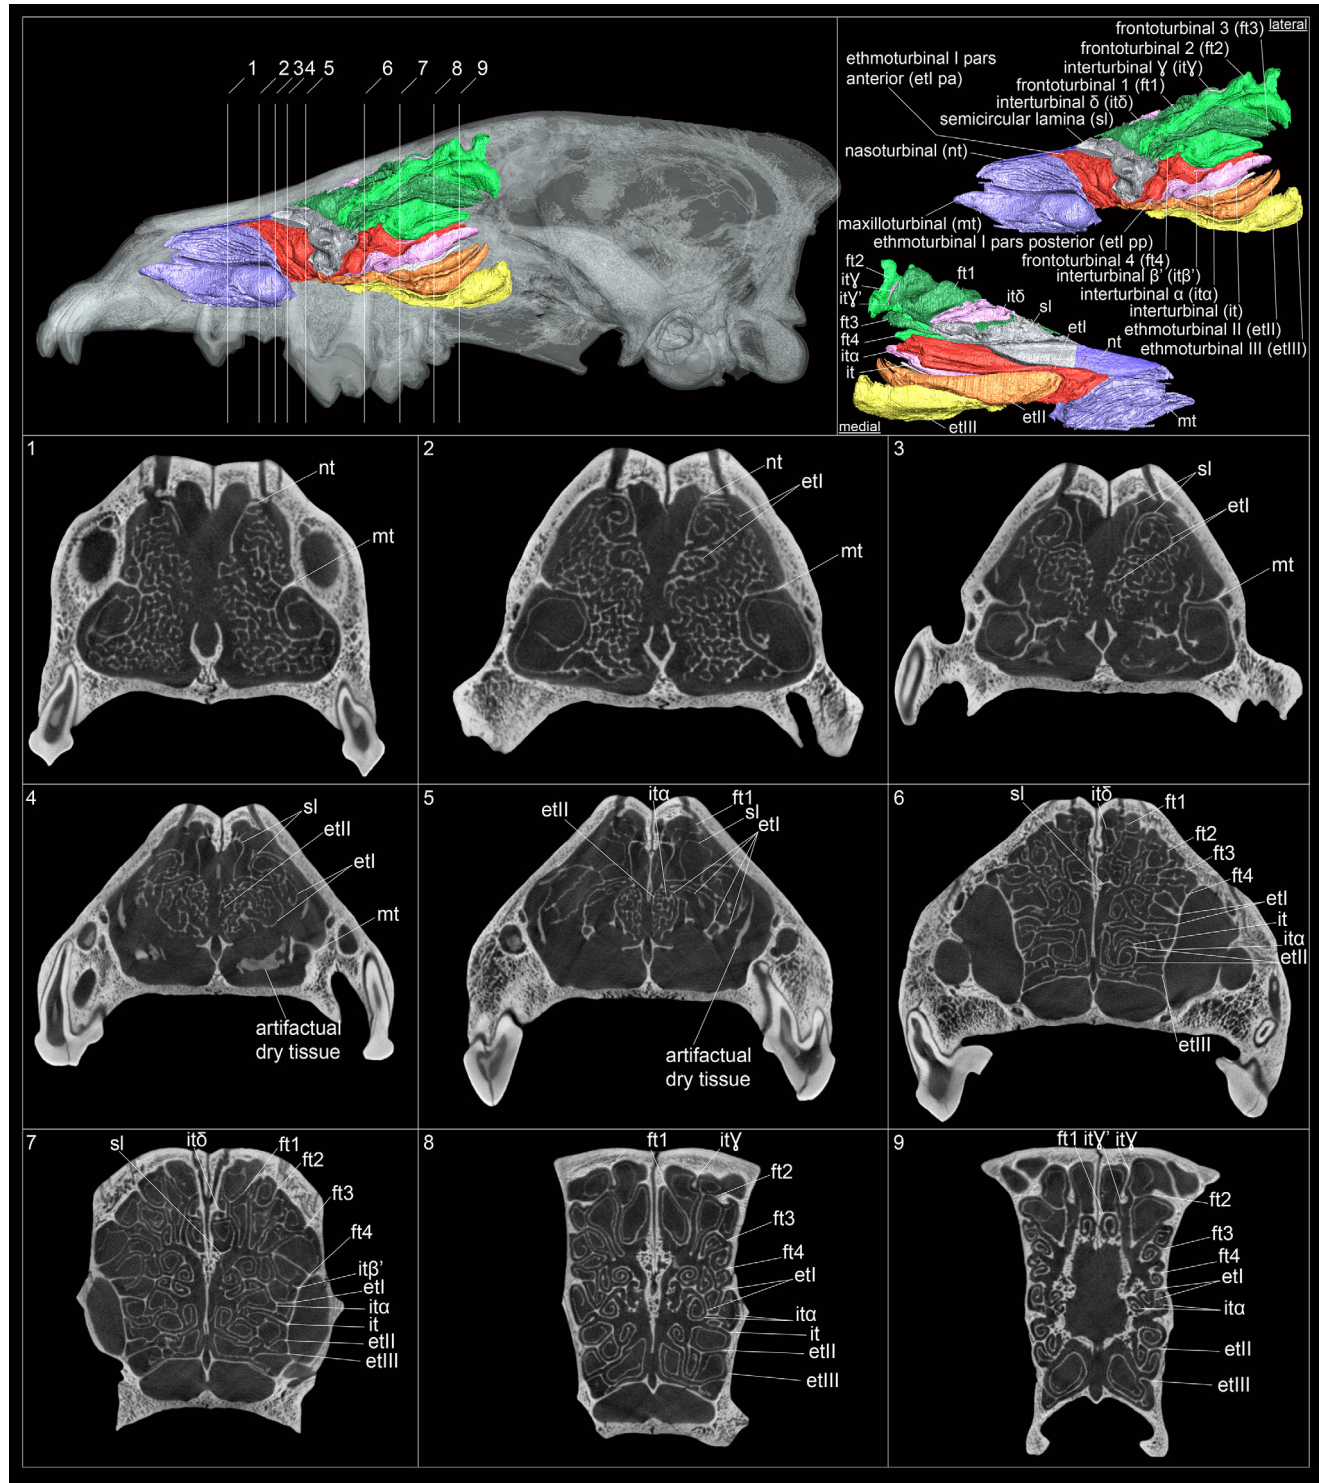 1 2 3 4 5 6 7 8 9
frontoturbinal 3 (ft3) lateral
frontoturbinal 2 (ft2)
ethmoturbinal I pars
anterior (etI pa)
interturbinal Ɣ (itƔ)
frontoturbinal 1 (ft1)
interturbinal δ (itδ)
semicircular lamina (sl)
nasoturbinal (nt)
maxilloturbinal (mt)
ethmoturbinal I pars posterior (etI pp)
frontoturbinal 4 (ft4)
interturbinal β' (itβ')
interturbinal α (itα)
interturbinal (it)
ethmoturbinal II (etII)
ethmoturbinal III (etIII)
ft2
itƔ
itƔ'
ft3
ft4
itα
it
ft1
itδ
sl
etI
nt
etII
mt
etIII
medial
1
nt
mt
2
nt
etI
mt
3
sl
etI
mt
4
sl
etII
etI
mt
artifactual
dry tissue
5
itα
ft1
etII
sl
etI
artifactual
dry tissue
6
sl
itδ
ft1
ft2
ft3
ft4
etI
it
itα
etII
etIII
7
sl
itδ
ft1
ft2
ft3
ft4
itβ'
etI
itα
it
etII
etIII
8
ft1
itƔ
ft2
ft3
ft4
etI
itα
it
etII
etIII
9
ft1 itƔ' itƔ
ft2
ft3
ft4
etI
itα
etII
etIII